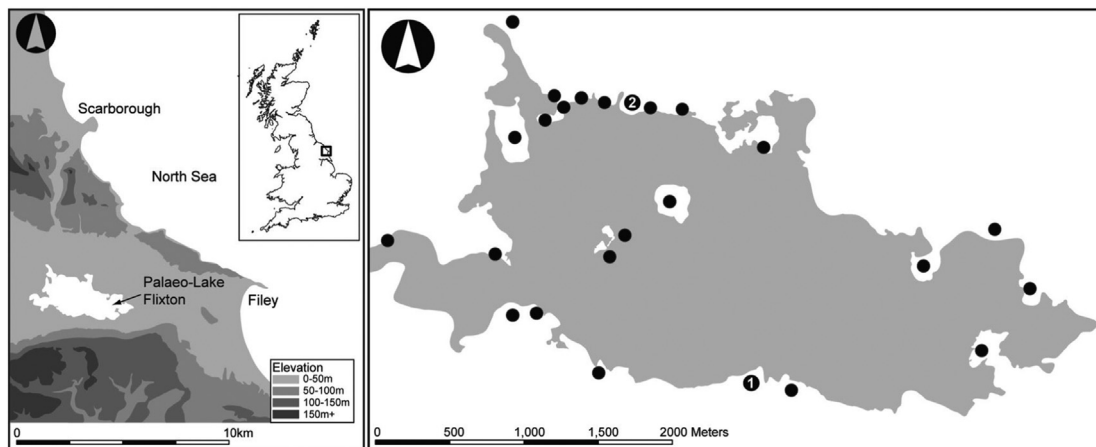 Scarborough
North Sea
Palaeo-Lake
Flixton
Filey
Elevation
0-50m
50-100m
100-150m
150m+
0 10km
2
1
0 500 1,000 1,500 2000 Meters